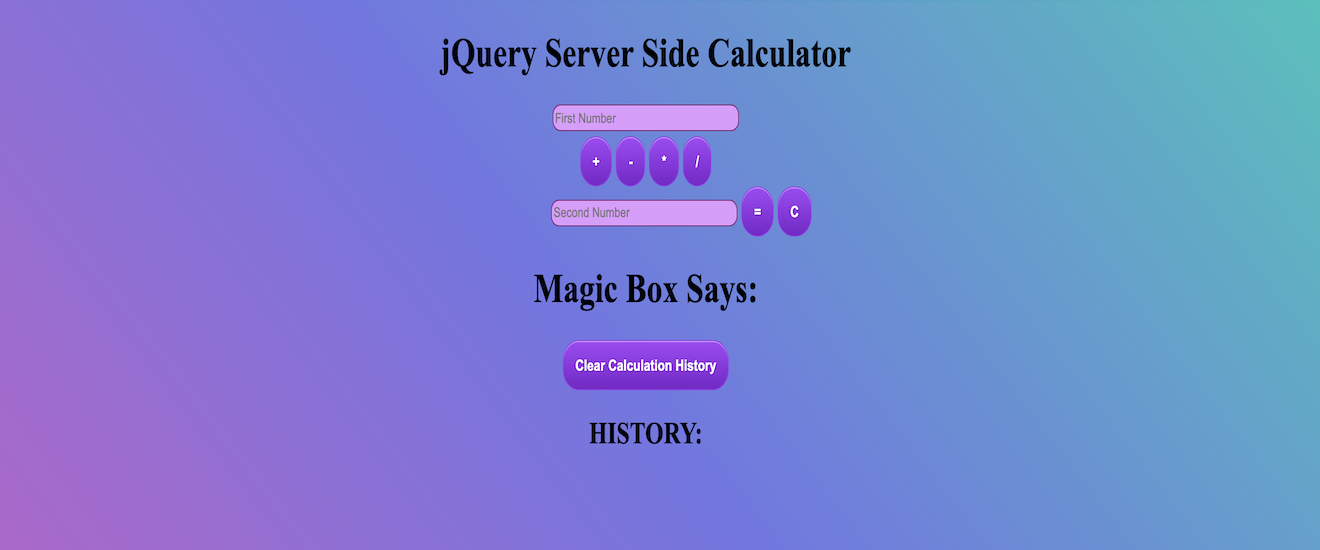 jQuery Server Side Calculator
First Number
+ - * /
Second Number = C
Magic Box Says:
Clear Calculation History
HISTORY: